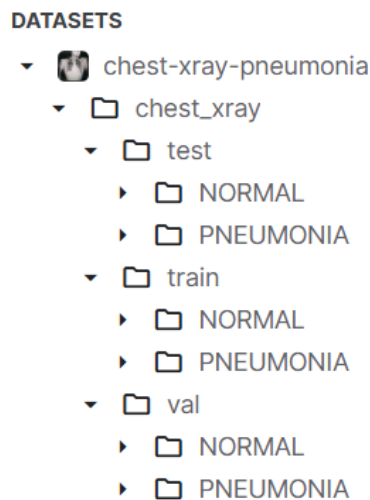 DATASETS
chest-xray-pneumonia
chest_xray
test
NORMAL
PNEUMONIA
train
NORMAL
PNEUMONIA
val
NORMAL
PNEUMONIA